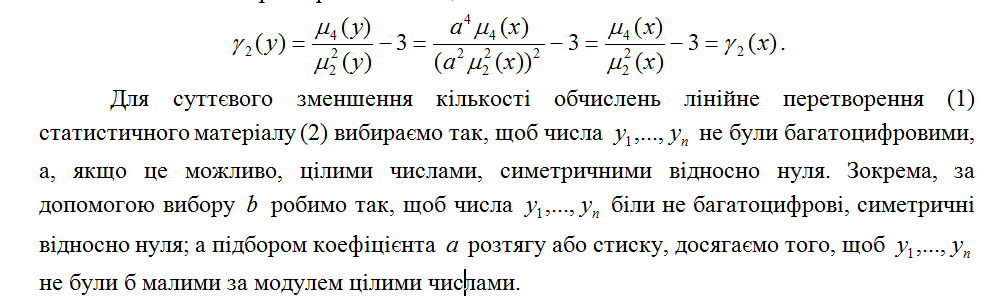 γ₂(y) = μ₄(y)/μ₂²(y) − 3 = a⁴μ₄(x)/(a²μ₂²(x))² − 3 = μ₄(x)/μ₂²(x) − 3 = γ₂(x).
Для суттєвого зменшення кількості обчислень лінійне перетворення (1)
статистичного матеріалу (2) вибираємо так, щоб числа y₁,..., yₙ не були багатоцифровими,
а, якщо це можливо, цілими числами, симетричними відносно нуля. Зокрема, за
допомогою вибору b робимо так, щоб числа y₁,..., yₙ біли не багатоцифрові, симетричні
відносно нуля; а підбором коефіцієнта a розтягу або стиску, досягаємо того, щоб y₁,..., yₙ
не були б малими за модулем цілими числами.